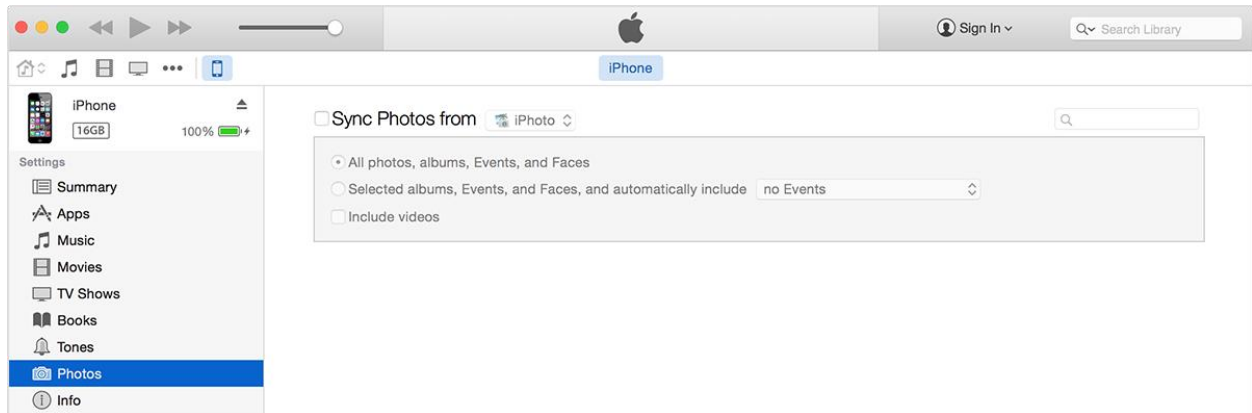 Sign In
Search Library
iPhone
iPhone
16GB
100%
Settings
Summary
Apps
Music
Movies
TV Shows
Books
Tones
Photos
Info
Sync Photos from iPhoto
All photos, albums, Events, and Faces
Selected albums, Events, and Faces, and automatically include no Events
Include videos